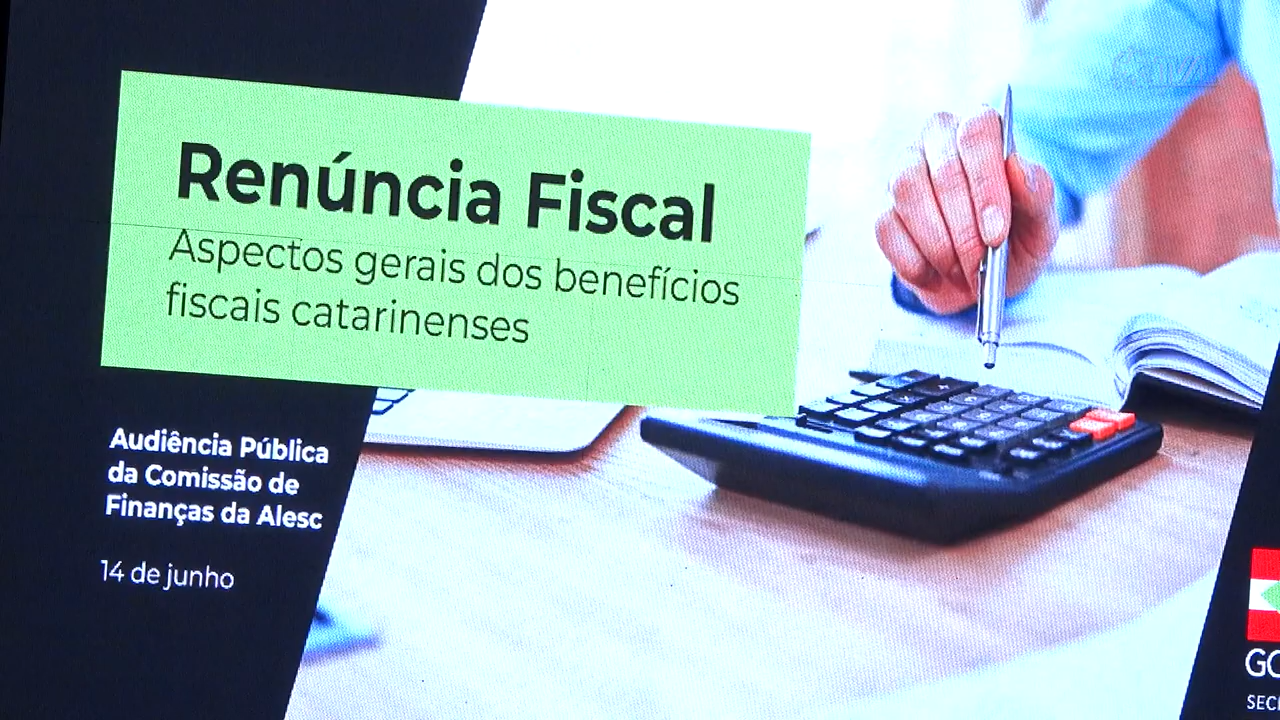 Renúncia Fiscal
Aspectos gerais dos benefícios
fiscais catarinenses
Audiência Pública
da Comissão de
Finanças da Alesc
14 de junho